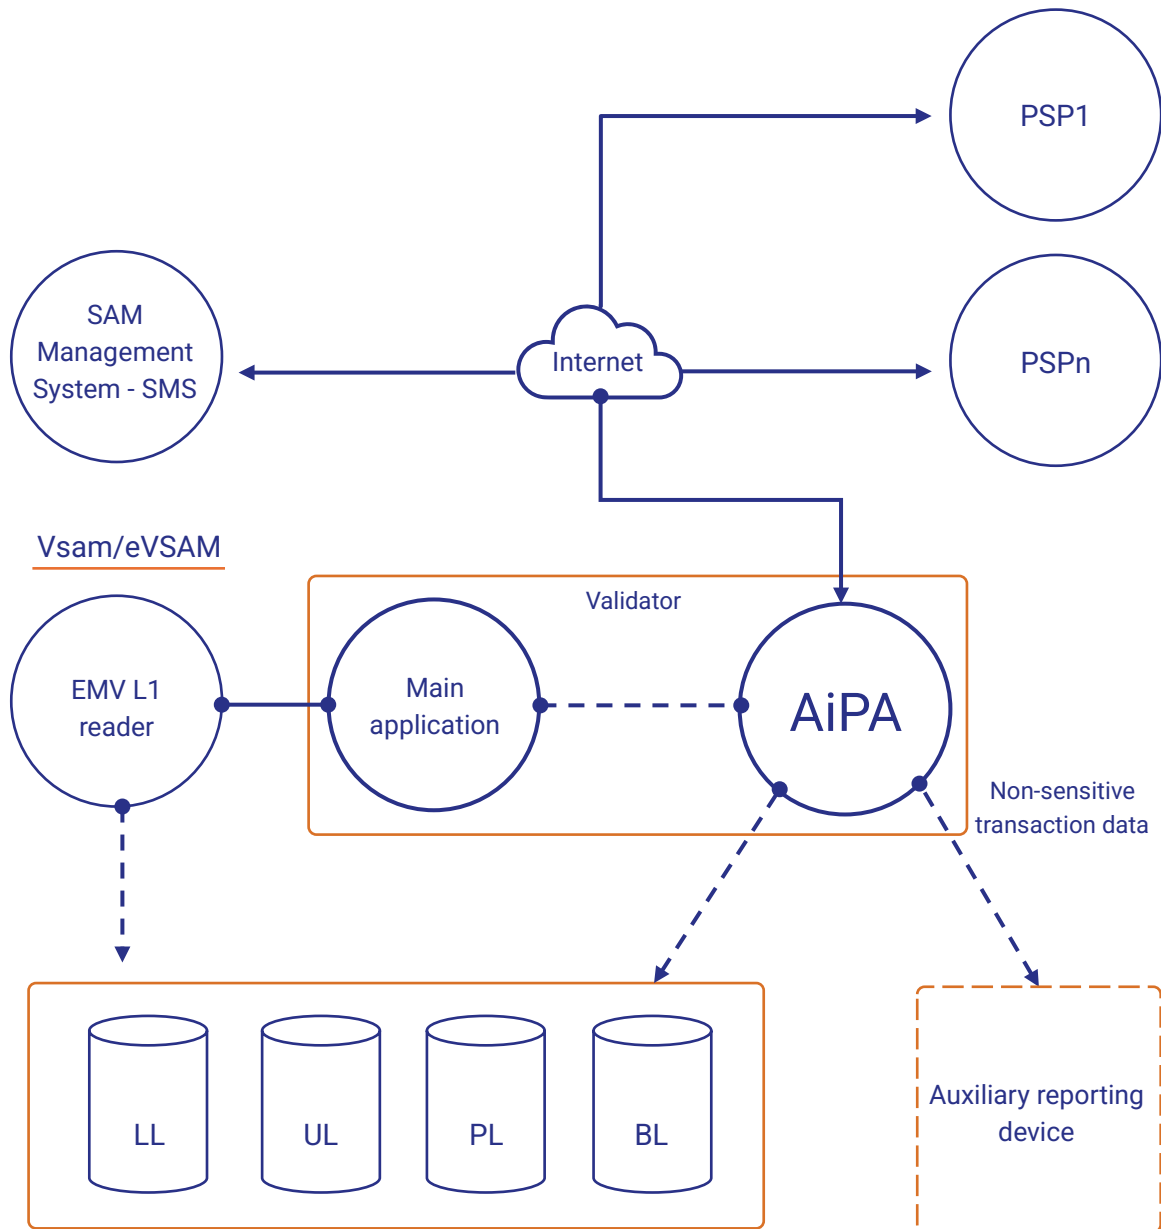 PSP1
SAM
Management
System - SMS
Internet
PSPn
Vsam/eVSAM
Validator
EMV L1
reader
Main
application
AiPA
Non-sensitive
transaction data
LL
UL
PL
BL
Auxiliary reporting
device